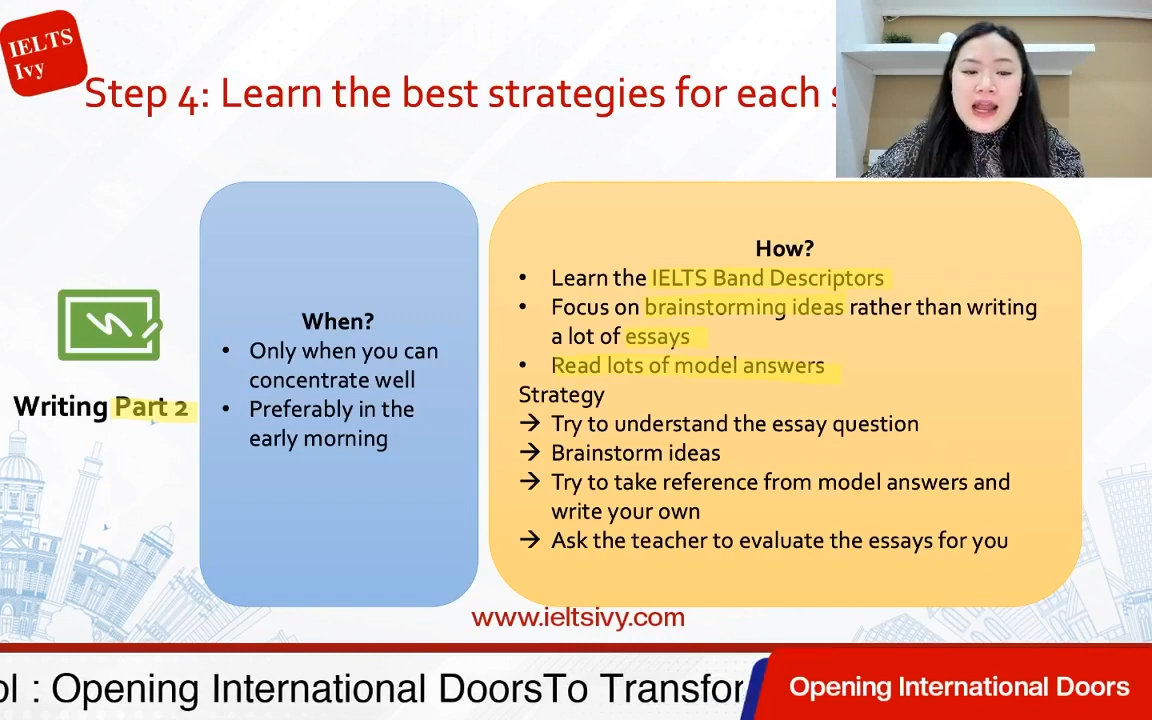 IELTS
Ivy
Step 4: Learn the best strategies for each
When?
• Only when you can
concentrate well
• Preferably in the
early morning
Writing Part 2
How?
• Learn the IELTS Band Descriptors
• Focus on brainstorming ideas rather than writing
a lot of essays
• Read lots of model answers
Strategy
→ Try to understand the essay question
→ Brainstorm ideas
→ Try to take reference from model answers and
write your own
→ Ask the teacher to evaluate the essays for you
www.ieltsivy.com
ol : Opening International DoorsTo Transfor
Opening International Doors